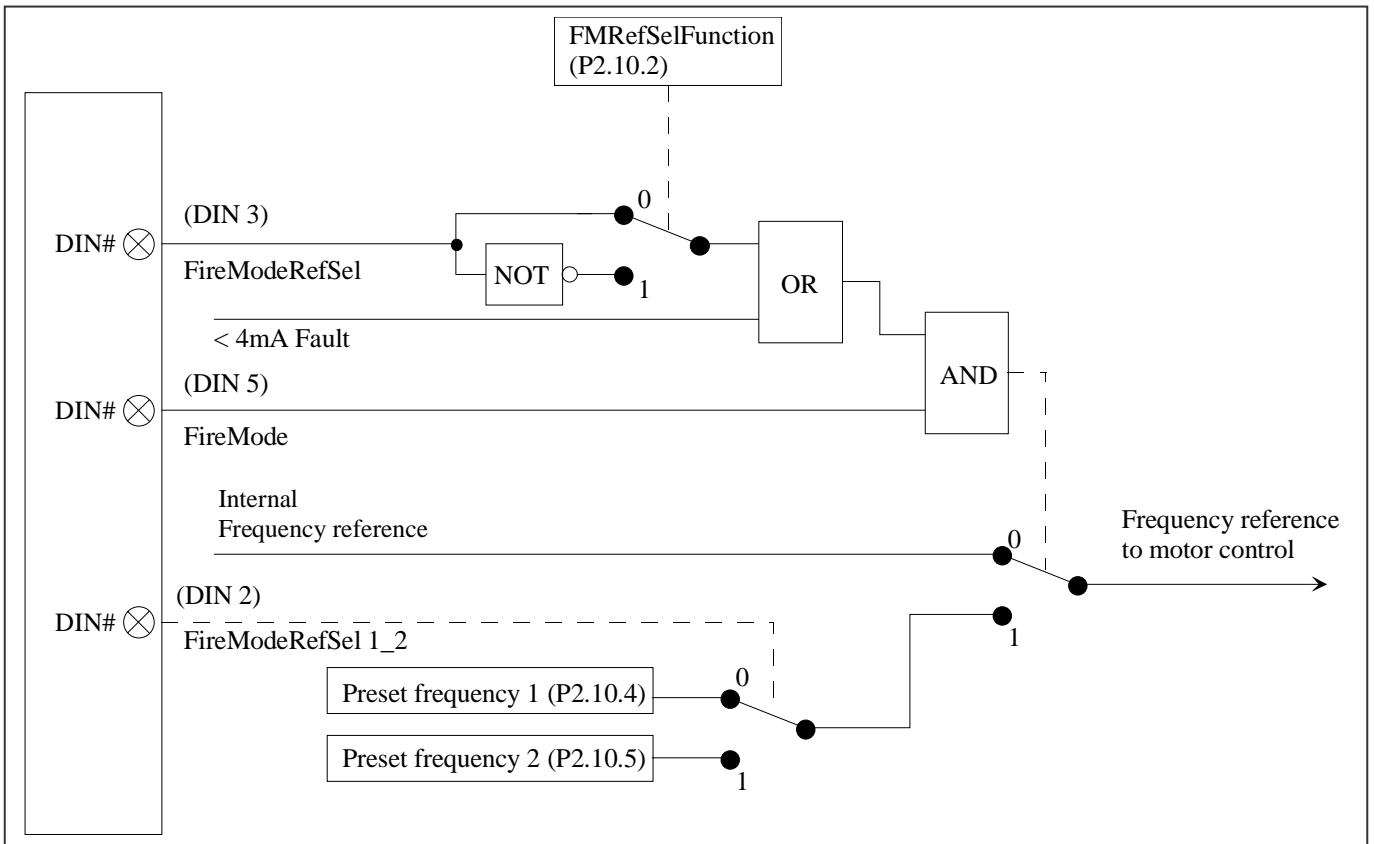 FMRefSelFunction
(P2.10.2)
DIN#
(DIN 3)
FireModeRefSel
0
NOT
1
OR
< 4mA Fault
DIN#
(DIN 5)
FireMode
AND
Internal
Frequency reference
0
Frequency reference
to motor control
DIN#
(DIN 2)
FireModeRefSel 1_2
1
0
Preset frequency 1 (P2.10.4)
Preset frequency 2 (P2.10.5)
1